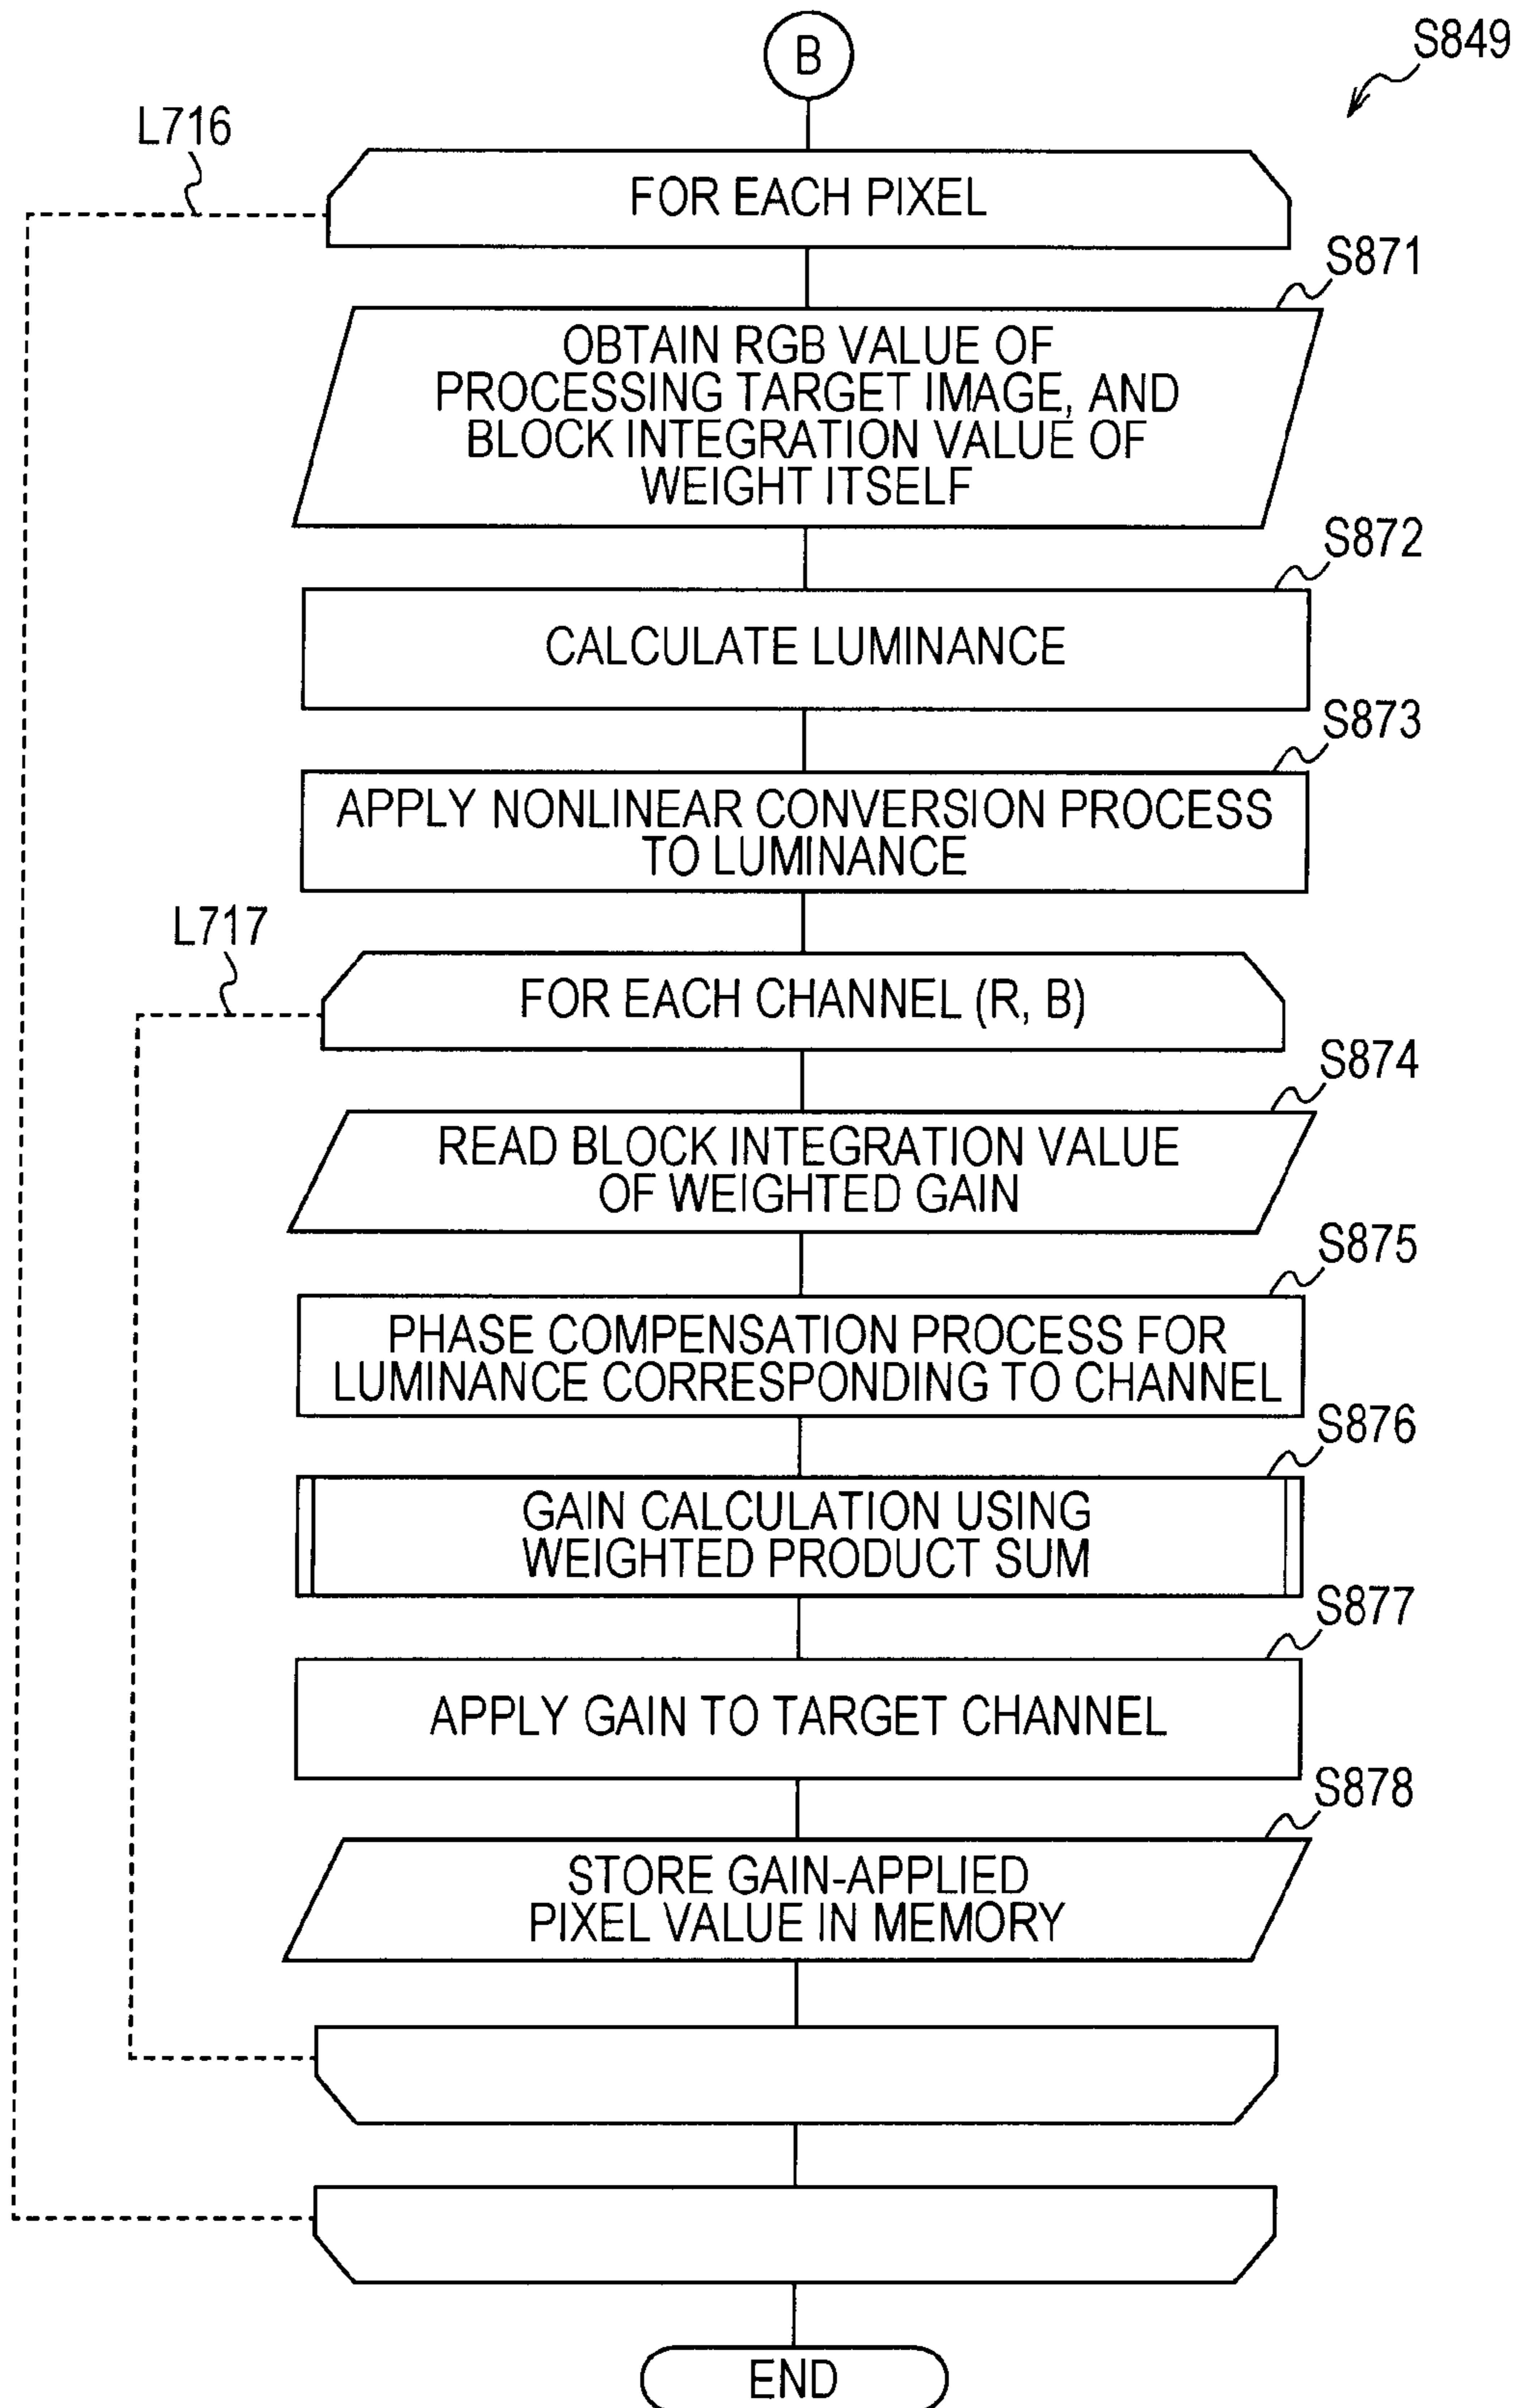 B
S849
L716
FOR EACH PIXEL
S871
OBTAIN RGB VALUE OF
PROCESSING TARGET IMAGE, AND
BLOCK INTEGRATION VALUE OF
WEIGHT ITSELF
S872
CALCULATE LUMINANCE
S873
APPLY NONLINEAR CONVERSION PROCESS
TO LUMINANCE
L717
FOR EACH CHANNEL (R, B)
S874
READ BLOCK INTEGRATION VALUE
OF WEIGHTED GAIN
S875
PHASE COMPENSATION PROCESS FOR
LUMINANCE CORRESPONDING TO CHANNEL
S876
GAIN CALCULATION USING
WEIGHTED PRODUCT SUM
S877
APPLY GAIN TO TARGET CHANNEL
S878
STORE GAIN-APPLIED
PIXEL VALUE IN MEMORY
END